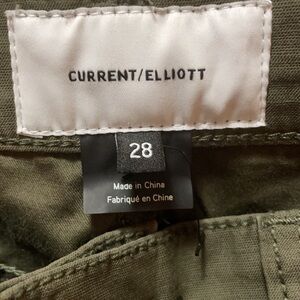 CURRENT/ELLIOTT
28
Made in China
Fabriqué en Chine